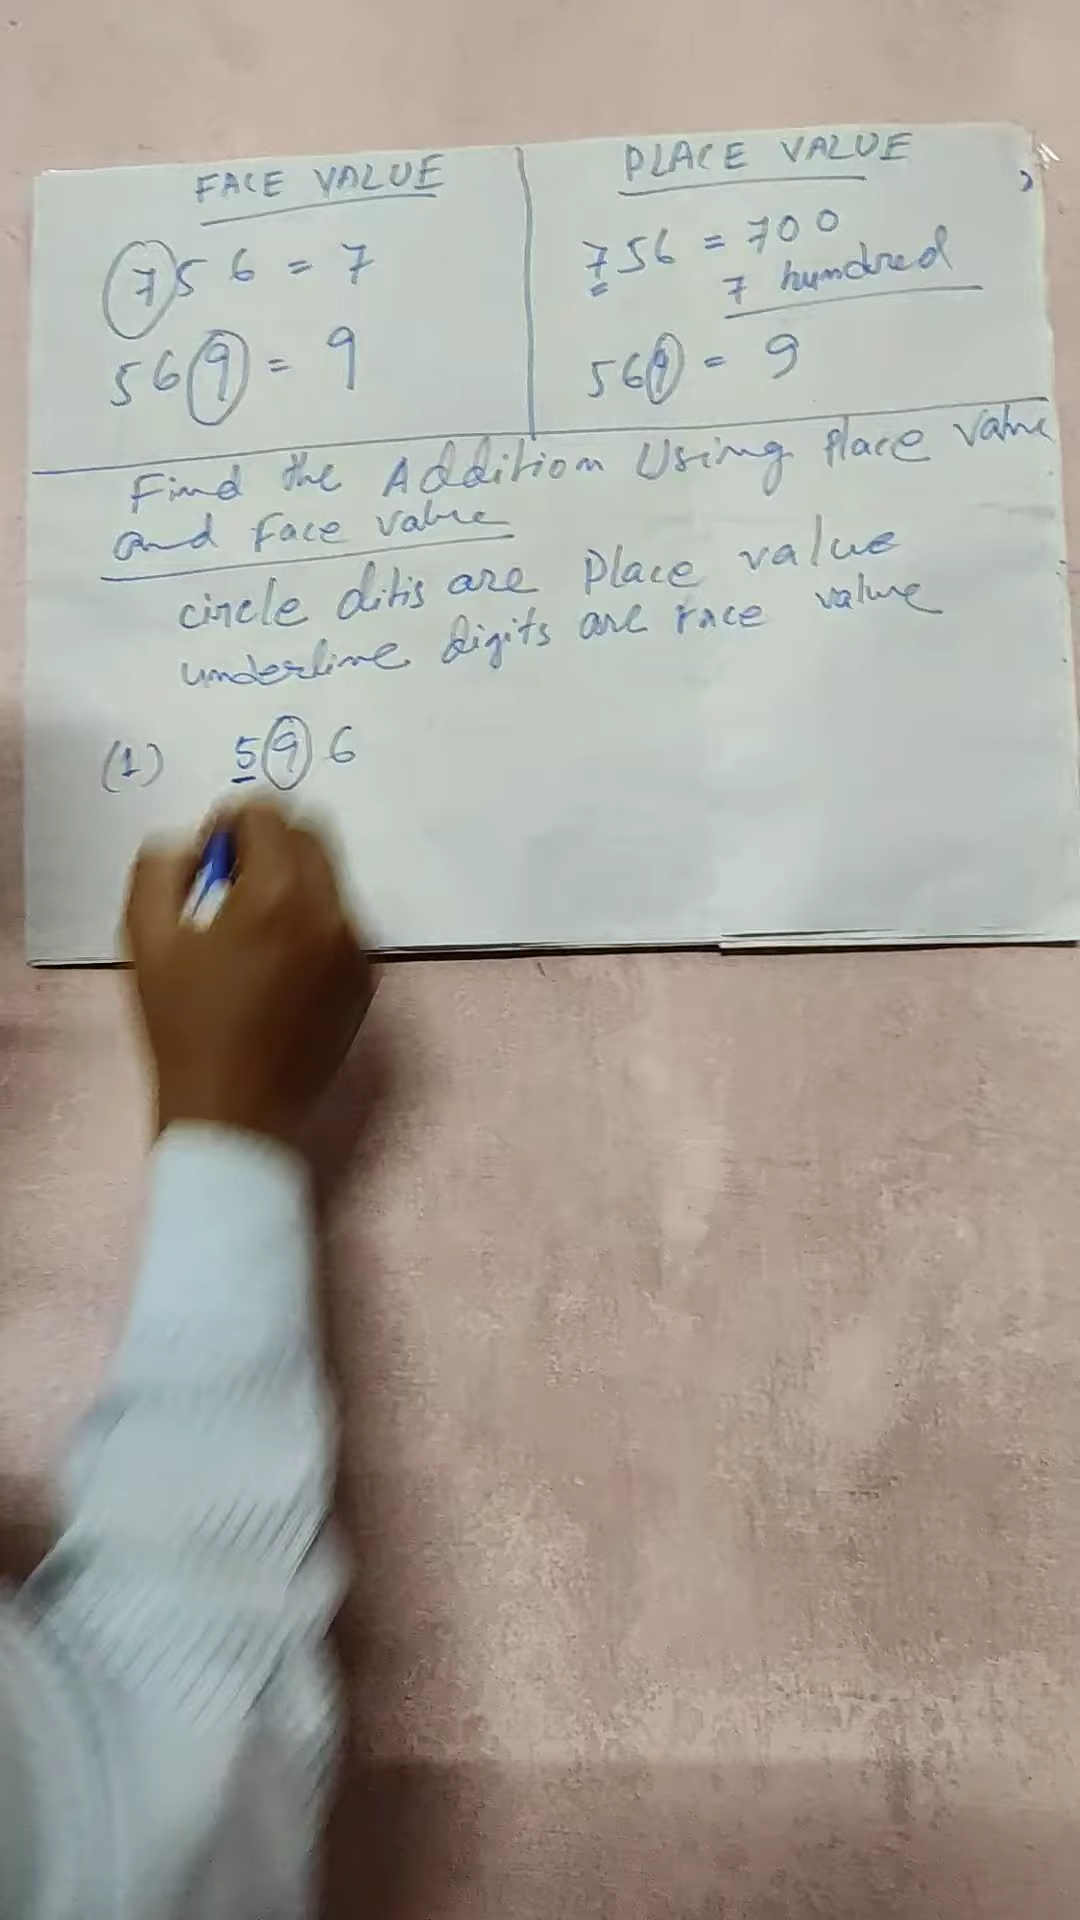 FACE VALUE
756 = 7
569 = 9
PLACE VALUE
756 = 700
7 hundred
569 = 9
Find the Addition Using place value
and Face value
circle ditis are Place value
underline digits are Face value
(1) 596